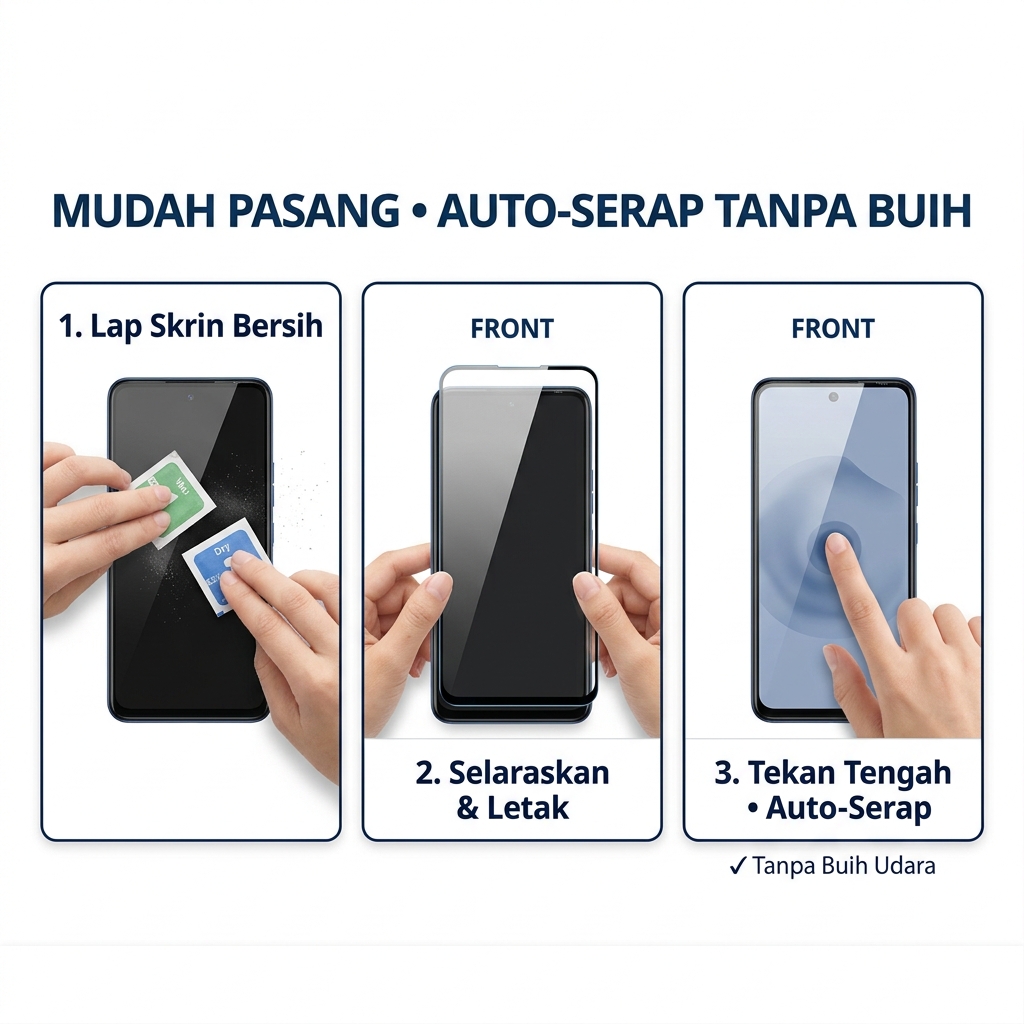 MUDAH PASANG • AUTO-SERAP TANPA BUIH
1. Lap Skrin Bersih
Dry
FRONT
2. Selaraskan
& Letak
FRONT
3. Tekan Tengah
• Auto-Serap
✓ Tanpa Buih Udara